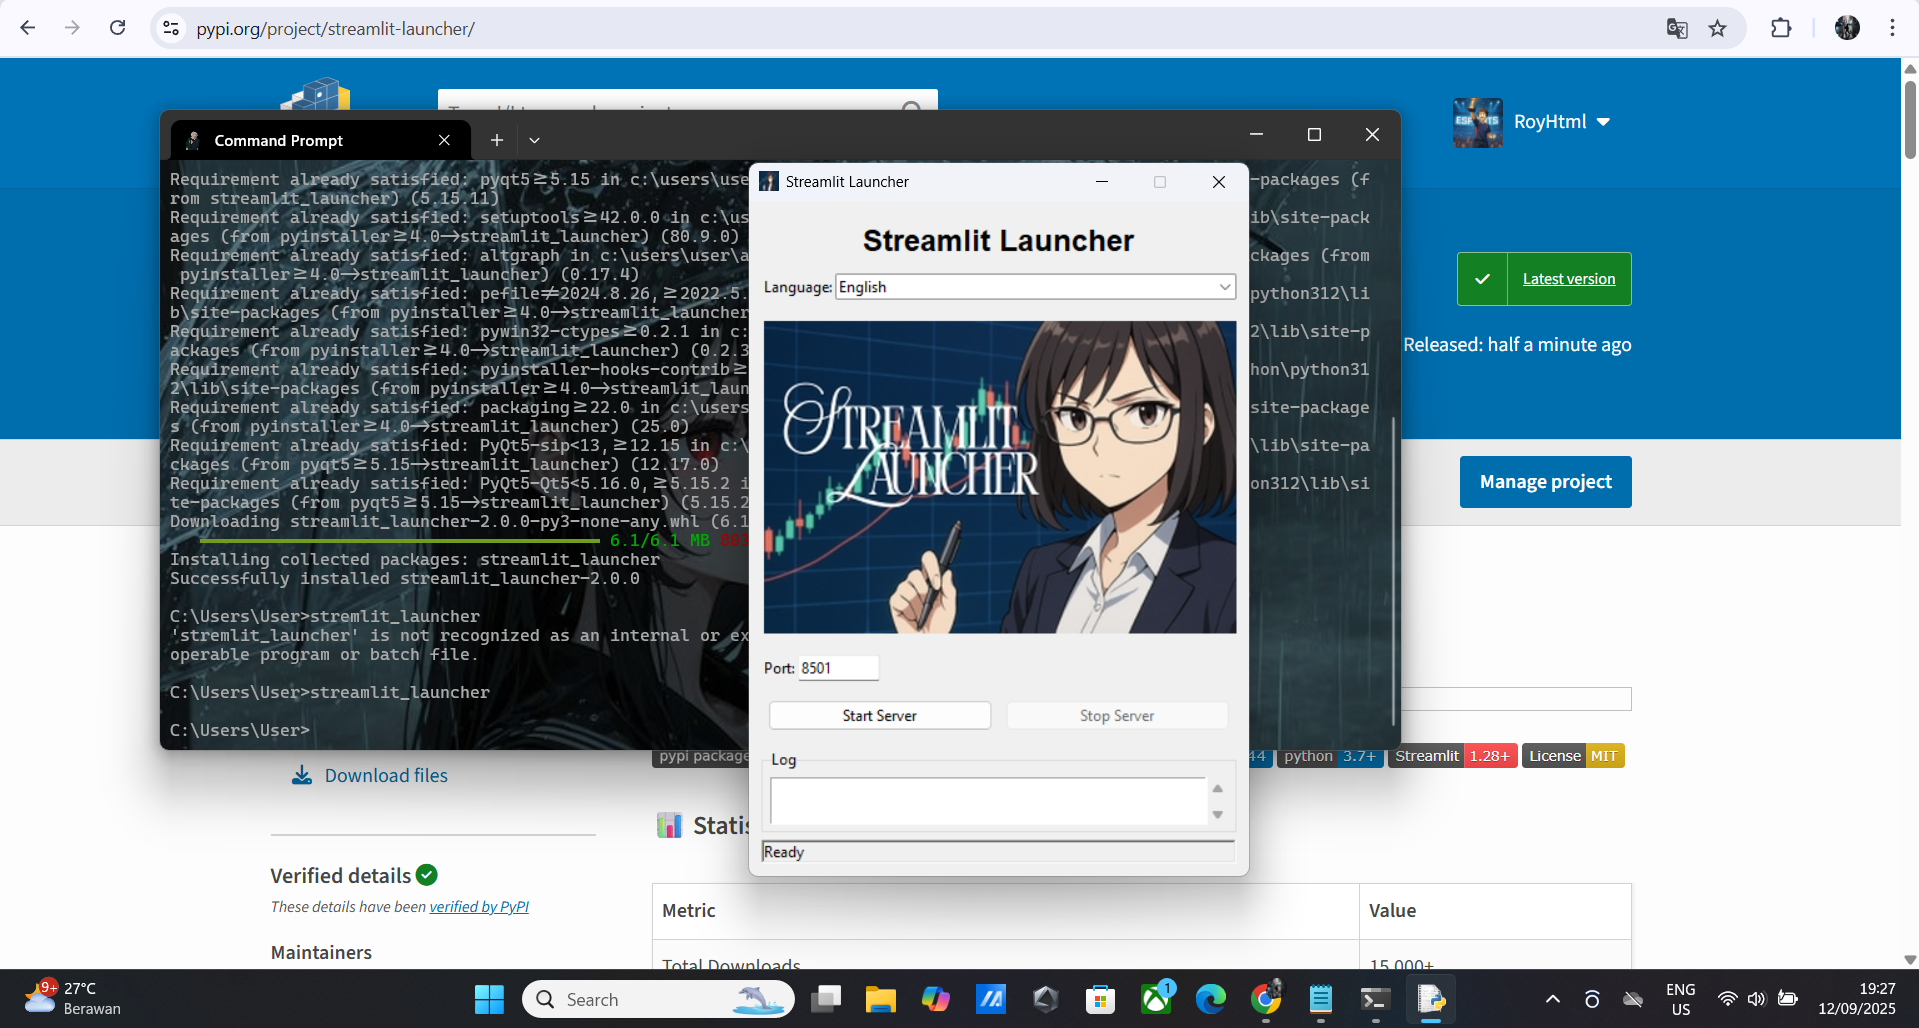 pypi.org/project/streamlit-launcher/
RoyHtml
Latest version
Released: half a minute ago
Manage project
Command Prompt
Requirement already satisfied: pyqt5≥5.15 in c:\users\use
-packages (f
rom streamlit_launcher) (5.15.11)
Requirement already satisfied: setuptools≥42.0.0 in c:\us
ib\site-pack
ages (from pyinstaller≥4.0→streamlit_launcher) (80.9.0)
Requirement already satisfied: altgraph in c:\users\user\a
ckages (from
pyinstaller≥4.0→streamlit_launcher) (0.17.4)
Requirement already satisfied: pefile≠2024.8.26,≥2022.5.
python312\li
b\site-packages (from pyinstaller≥4.0→streamlit_launcher
Requirement already satisfied: pywin32-ctypes≥0.2.1 in c:
2\lib\site-p
ackages (from pyinstaller≥4.0→streamlit_launcher) (0.2.3
Requirement already satisfied: pyinstaller-hooks-contrib≥
hon\python31
2\lib\site-packages (from pyinstaller≥4.0→streamlit_laun
Requirement already satisfied: packaging≥22.0 in c:\users
site-package
s (from pyinstaller≥4.0→streamlit_launcher) (25.0)
Requirement already satisfied: PyQt5-sip<13,≥12.15 in c:\
\lib\site-pa
ckages (from pyqt5≥5.15→streamlit_launcher) (12.17.0)
Requirement already satisfied: PyQt5-Qt5<5.16.0,≥5.15.2 i
on312\lib\si
te-packages (from pyqt5≥5.15→streamlit_launcher) (5.15.2
Downloading streamlit_launcher-2.0.0-py3-none-any.whl (6.1
6.1/6.1 MB
Installing collected packages: streamlit_launcher
Successfully installed streamlit_launcher-2.0.0
C:\Users\User>stremlit_launcher
'stremlit_launcher' is not recognized as an internal or ex
operable program or batch file.
C:\Users\User>streamlit_launcher
C:\Users\User>
Streamlit Launcher
Streamlit Launcher
Language: English
STREAMLIT
LAUNCHER
Port: 8501
Start Server
Stop Server
Log
Ready
pypi package
44
python 3.7+
Streamlit 1.28+
License MIT
Download files
Statis
Verified details
These details have been verified by PyPI
Maintainers
Metric
Value
Total Downloads
15,000+
9+
27°C
Berawan
Search
1
ENG
US
19:27
12/09/2025